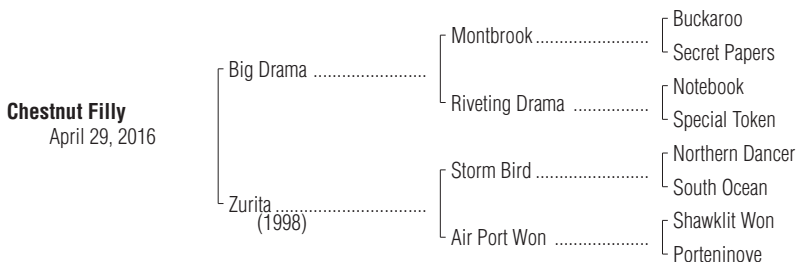 Buckaroo
Montbrook
Secret Papers
Big Drama
Notebook
Riveting Drama
Special Token
Chestnut Filly
April 29, 2016
Northern Dancer
Storm Bird
South Ocean
Zurita
(1998)
Shawklit Won
Air Port Won
Porteninove